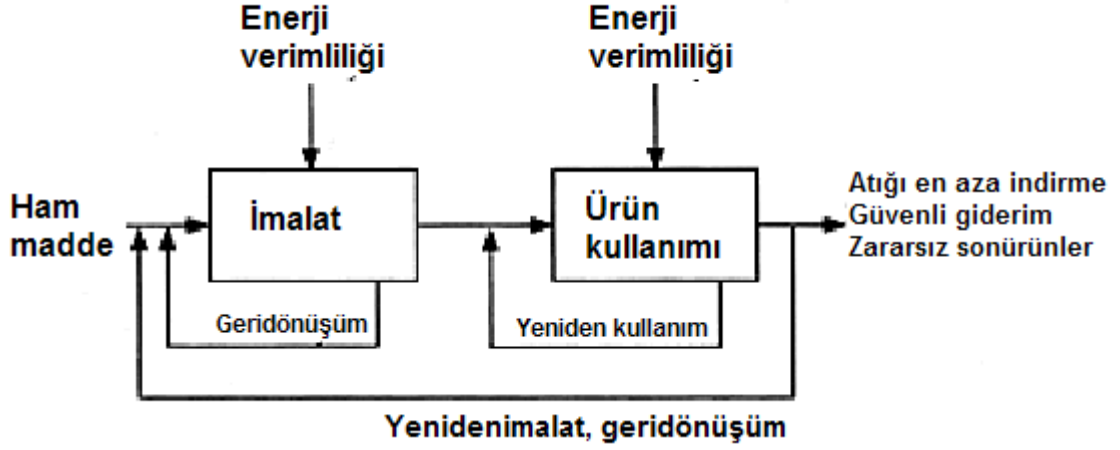 Enerji
verimliliği
Enerji
verimliliği
Ham
madde
İmalat
Ürün
kullanımı
Atığı en aza indirme
Güvenli giderim
Zararsız sonürünler
Geridönüşüm
Yeniden kullanım
Yenidenimalat, geridönüşüm